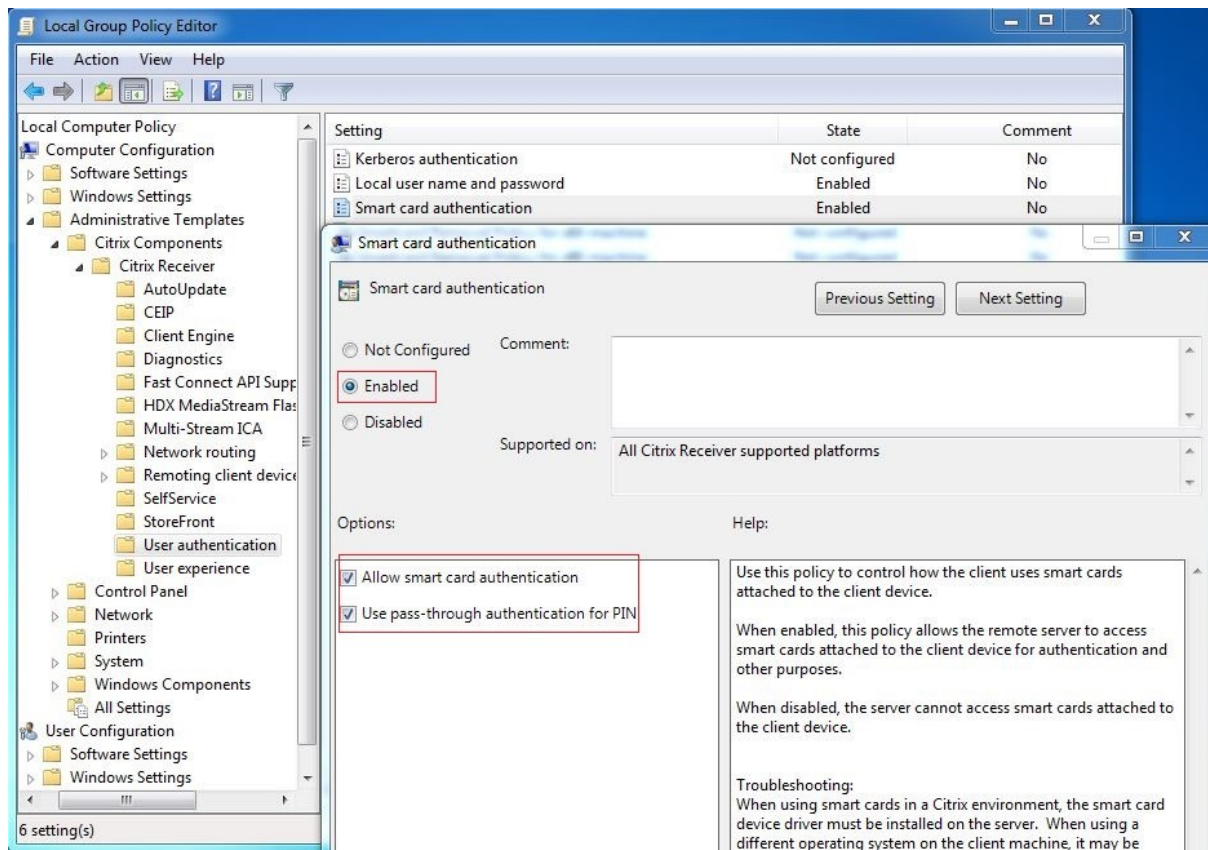 Local Group Policy Editor
File Action View Help
Local Computer Policy
Computer Configuration
Software Settings
Windows Settings
Administrative Templates
Citrix Components
Citrix Receiver
AutoUpdate
CEIP
Client Engine
Diagnostics
Fast Connect API Supp
HDX MediaStream Flas
Multi-Stream ICA
Network routing
Remoting client device
SelfService
StoreFront
User authentication
User experience
Control Panel
Network
Printers
System
Windows Components
All Settings
User Configuration
Software Settings
Windows Settings
6 setting(s)
Setting State Comment
Kerberos authentication Not configured No
Local user name and password Enabled No
Smart card authentication Enabled No
Smart card authentication
Smart card authentication
Previous Setting Next Setting
Not Configured
Enabled
Disabled
Comment:
Supported on:
All Citrix Receiver supported platforms
Options:
Help:
Allow smart card authentication
Use pass-through authentication for PIN
Use this policy to control how the client uses smart cards
attached to the client device.
When enabled, this policy allows the remote server to access
smart cards attached to the client device for authentication and
other purposes.
When disabled, the server cannot access smart cards attached to
the client device.
Troubleshooting:
When using smart cards in a Citrix environment, the smart card
device driver must be installed on the server. When using a
different operating system on the client machine, it may be